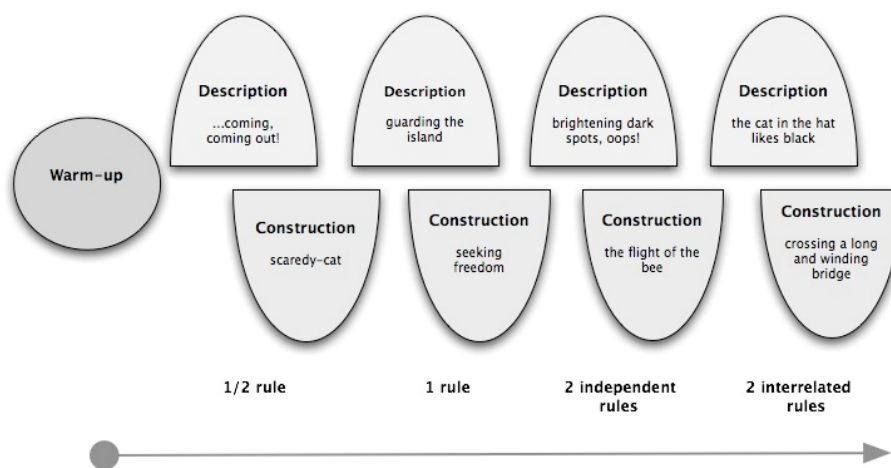 Warm-up
Description
...coming,
coming out!
Description
guarding the
island
Description
brightening dark
spots, oops!
Description
the cat in the hat
likes black
Construction
scaredy-cat
Construction
seeking
freedom
Construction
the flight of the
bee
Construction
crossing a long
and winding
bridge
1/2 rule
1 rule
2 independent
rules
2 interrelated
rules